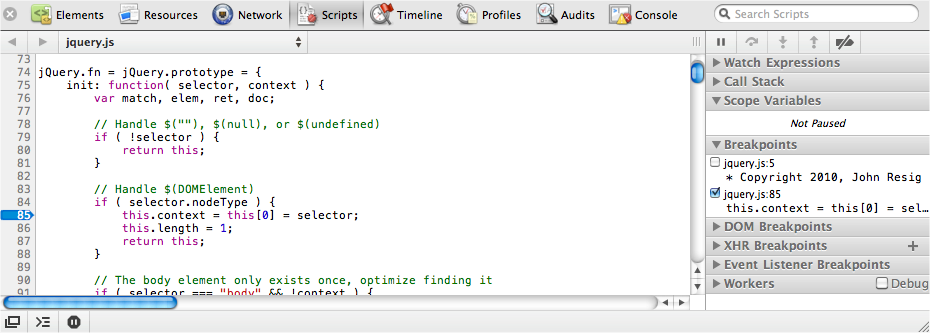 Elements Resources Network Scripts Timeline Profiles Audits Console Search Scripts
jquery.js
73
74 jQuery.fn = jQuery.prototype = {
75 init: function( selector, context ) {
76 var match, elem, ret, doc;
77
78 // Handle $(""), $(null), or $(undefined)
79 if ( !selector ) {
80 return this;
81 }
82
83 // Handle $(DOMElement)
84 if ( selector.nodeType ) {
85 this.context = this[0] = selector;
86 this.length = 1;
87 return this;
88 }
89
90 // The body element only exists once, optimize finding it
91 if ( selector === "body" && !context ) {
Watch Expressions
Call Stack
Scope Variables
Not Paused
Breakpoints
jquery.js:5
* Copyright 2010, John Resig
jquery.js:85
this.context = this[0] = sel…
DOM Breakpoints
XHR Breakpoints +
Event Listener Breakpoints
Workers Debug